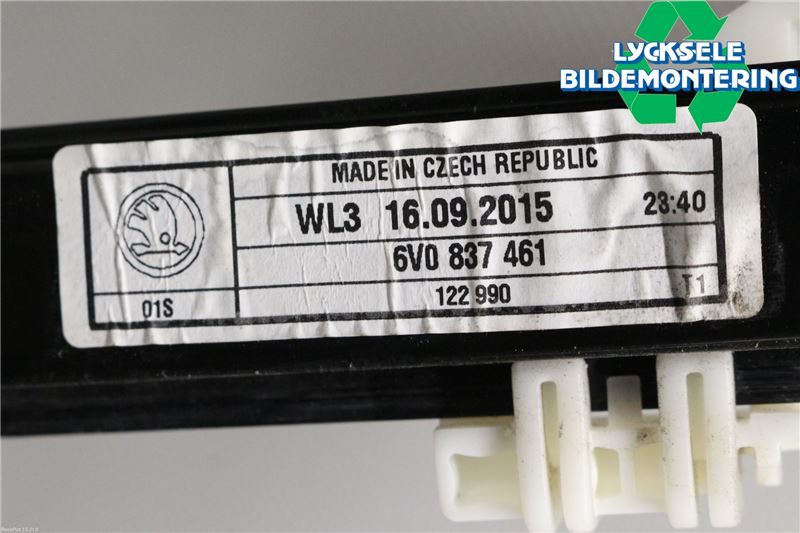 LYCKSELE
BILDEMONTERING
MADE IN CZECH REPUBLIC
WL3 16.09.2015 23:40
6V0 837 461
01S 122 990 T1